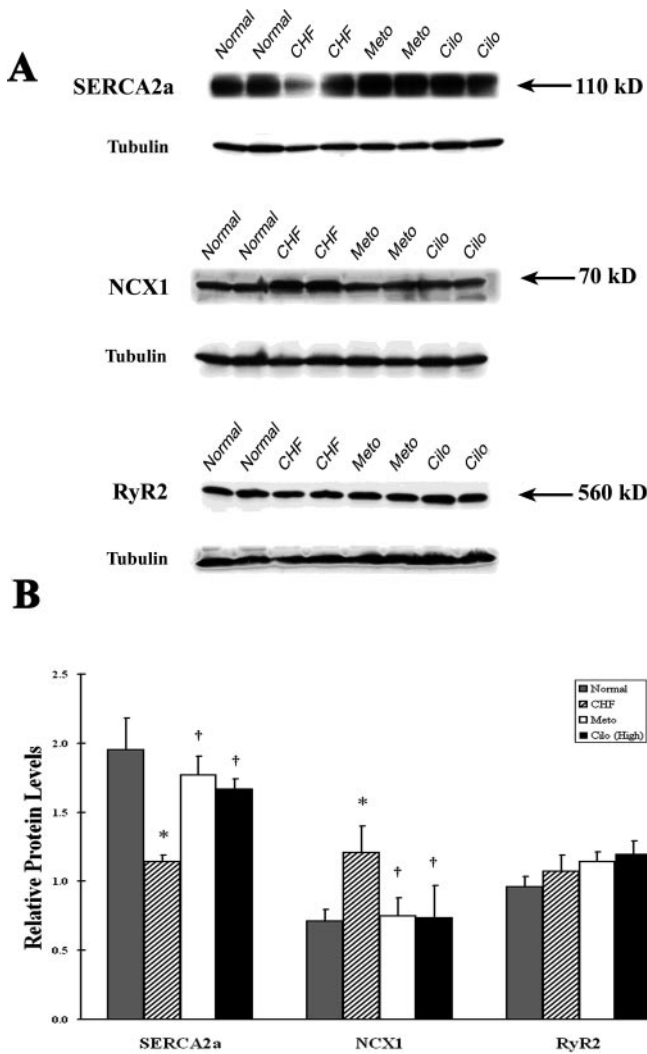 A
Normal Normal CHF CHF Meto Meto Cilo Cilo
SERCA2a 110 kD
Tubulin
Normal Normal CHF CHF Meto Meto Cilo Cilo
NCX1 70 kD
Tubulin
Normal Normal CHF CHF Meto Meto Cilo Cilo
RyR2 560 kD
Tubulin
B
Relative Protein Levels
2.5
2.0
1.5
1.0
0.5
0.0
* † †
* † †
Normal
CHF
Meto
Cilo (High)
SERCA2a NCX1 RyR2